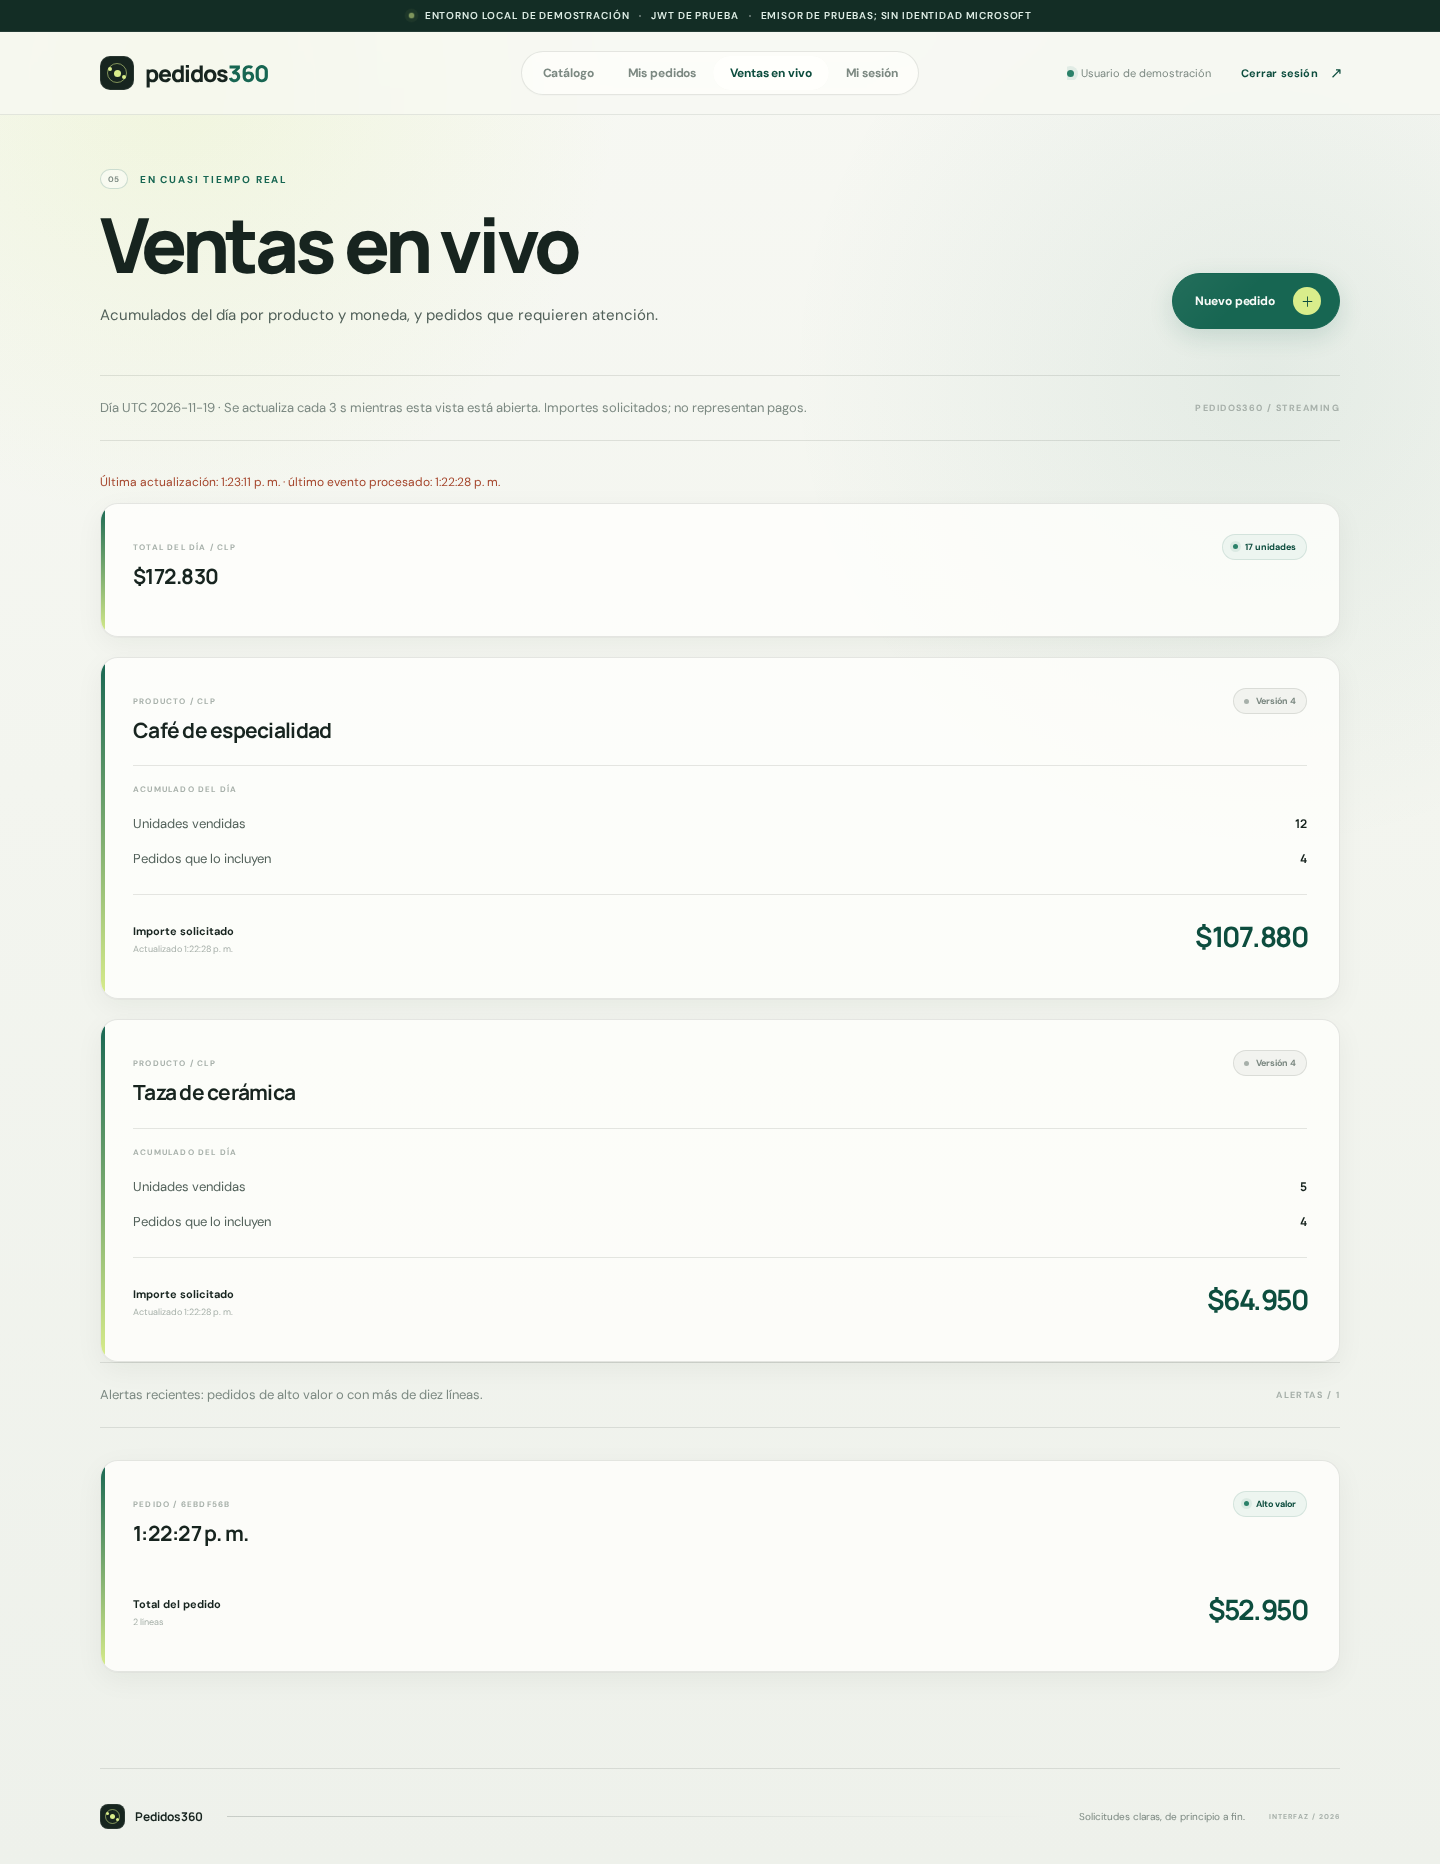 ENTORNO LOCAL DE DEMOSTRACIÓN · JWT DE PRUEBA · EMISOR DE PRUEBAS; SIN IDENTIDAD MICROSOFT
pedidos360
Catálogo Mis pedidos Ventas en vivo Mi sesión
Usuario de demostración Cerrar sesión ↗
05 EN CUASI TIEMPO REAL
Ventas en vivo
Acumulados del día por producto y moneda, y pedidos que requieren atención.
Nuevo pedido +
Día UTC 2026-11-19 · Se actualiza cada 3 s mientras esta vista está abierta. Importes solicitados; no representan pagos.
PEDIDOS360 / STREAMING
Última actualización: 1:23:11 p. m. · último evento procesado: 1:22:28 p. m.
TOTAL DEL DÍA / CLP
17 unidades
$172.830
PRODUCTO / CLP
Versión 4
Café de especialidad
ACUMULADO DEL DÍA
Unidades vendidas 12
Pedidos que lo incluyen 4
Importe solicitado
Actualizado 1:22:28 p. m.
$107.880
PRODUCTO / CLP
Versión 4
Taza de cerámica
ACUMULADO DEL DÍA
Unidades vendidas 5
Pedidos que lo incluyen 4
Importe solicitado
Actualizado 1:22:28 p. m.
$64.950
Alertas recientes: pedidos de alto valor o con más de diez líneas.
ALERTAS / 1
PEDIDO / 6EBDF56B
Alto valor
1:22:27 p. m.
Total del pedido
2 líneas
$52.950
Pedidos360
Solicitudes claras, de principio a fin.
INTERFAZ / 2026